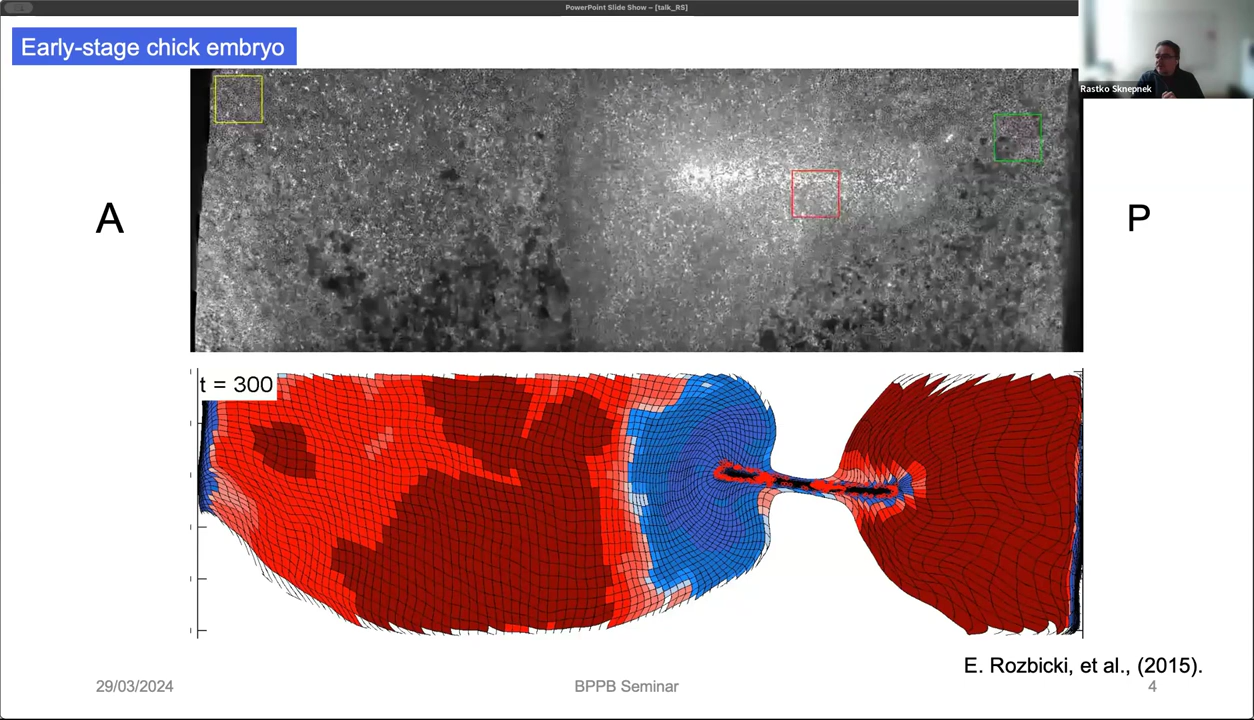 PowerPoint Slide Show – [talk_RS]
Early-stage chick embryo
Rastko Sknepnek
A
P
t = 300
E. Rozbicki, et al., (2015).
29/03/2024
BPPB Seminar
4